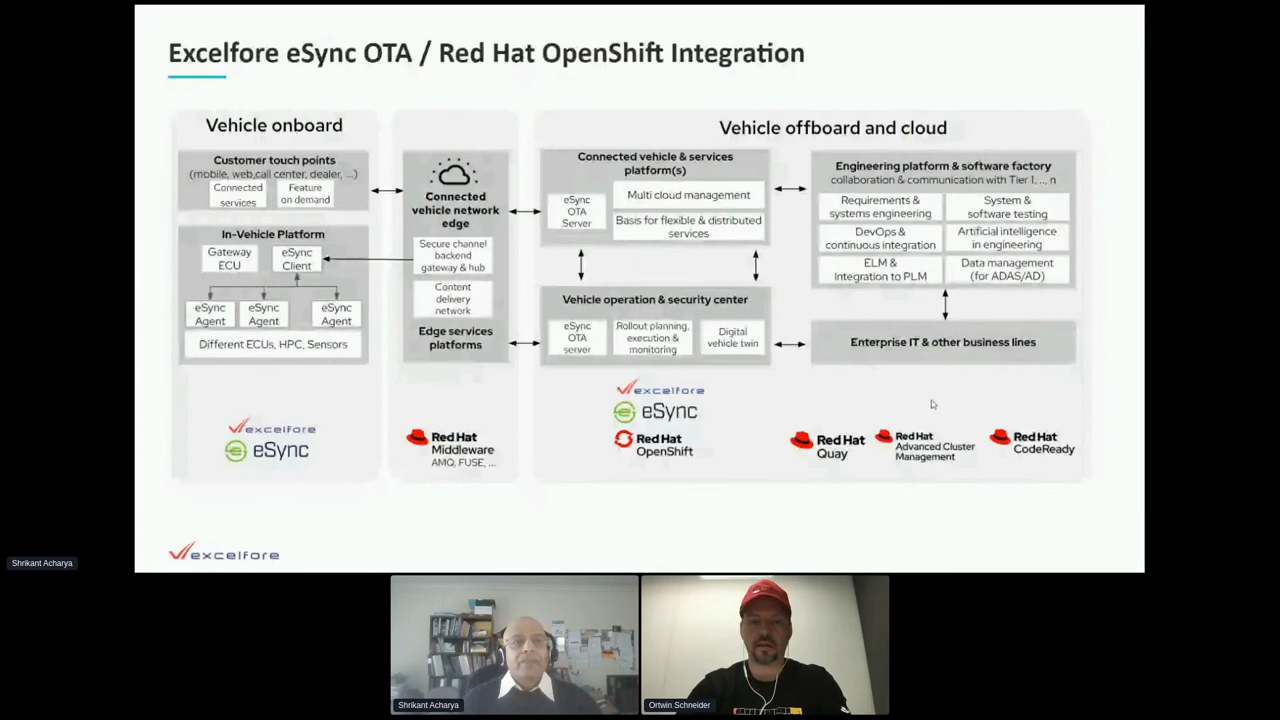 Excelfore eSync OTA / Red Hat OpenShift Integration
Vehicle onboard
Customer touch points
(mobile, web,call center, dealer, ...)
Connected
services
Feature
on demand
In-Vehicle Platform
Gateway
ECU
eSync
Client
eSync
Agent
eSync
Agent
eSync
Agent
Different ECUs, HPC, Sensors
excelfore
eSync
Connected
vehicle network
edge
Secure channel
backend
gateway & hub
Content
delivery
network
Edge services
platforms
Red Hat
Middleware
AMQ, FUSE, ...
Vehicle offboard and cloud
Connected vehicle & services
platform(s)
eSync
OTA
Server
Multi cloud management
Basis for flexible & distributed
services
Vehicle operation & security center
eSync
OTA
server
Rollout planning,
execution &
monitoring
Digital
vehicle twin
excelfore
eSync
Red Hat
OpenShift
Engineering platform & software factory
collaboration & communication with Tier 1, ..., n
Requirements &
systems engineering
System &
software testing
DevOps &
continuous integration
Artificial intelligence
in engineering
ELM &
Integration to PLM
Data management
(for ADAS/AD)
Enterprise IT & other business lines
Red Hat
Quay
Red Hat
Advanced Cluster
Management
Red Hat
CodeReady
excelfore
Shrikant Acharya
Shrikant Acharya
Ortwin Schneider